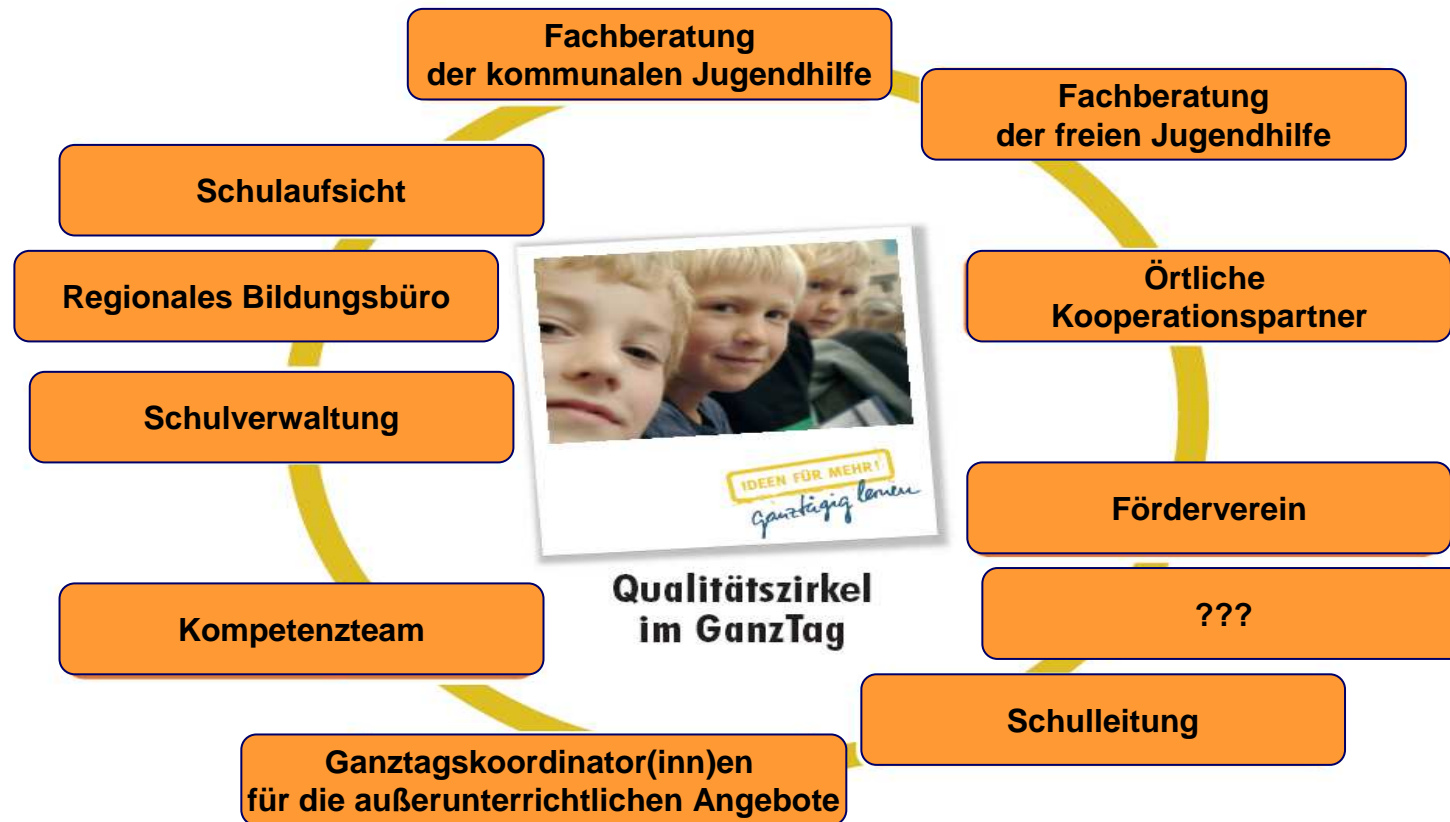 Fachberatung
der kommunalen Jugendhilfe
Fachberatung
der freien Jugendhilfe
Schulaufsicht
Regionales Bildungsbüro
Örtliche
Kooperationspartner
Schulverwaltung
IDEEN FÜR MEHR!
Ganztägig lernen
Förderverein
Qualitätszirkel
im GanzTag
Kompetenzteam
???
Schulleitung
Ganztagskoordinator(inn)en
für die außerunterrichtlichen Angebote